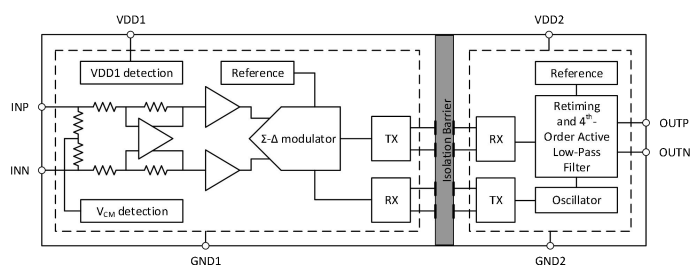 VDD1
VDD2
VDD1 detection
Reference
Reference
INP
INN
Σ-Δ modulator
TX
RX
Isolation Barrier
RX
TX
Retiming
and 4th-
Order Active
Low-Pass
Filter
Oscillator
OUTP
OUTN
VCM detection
GND1
GND2